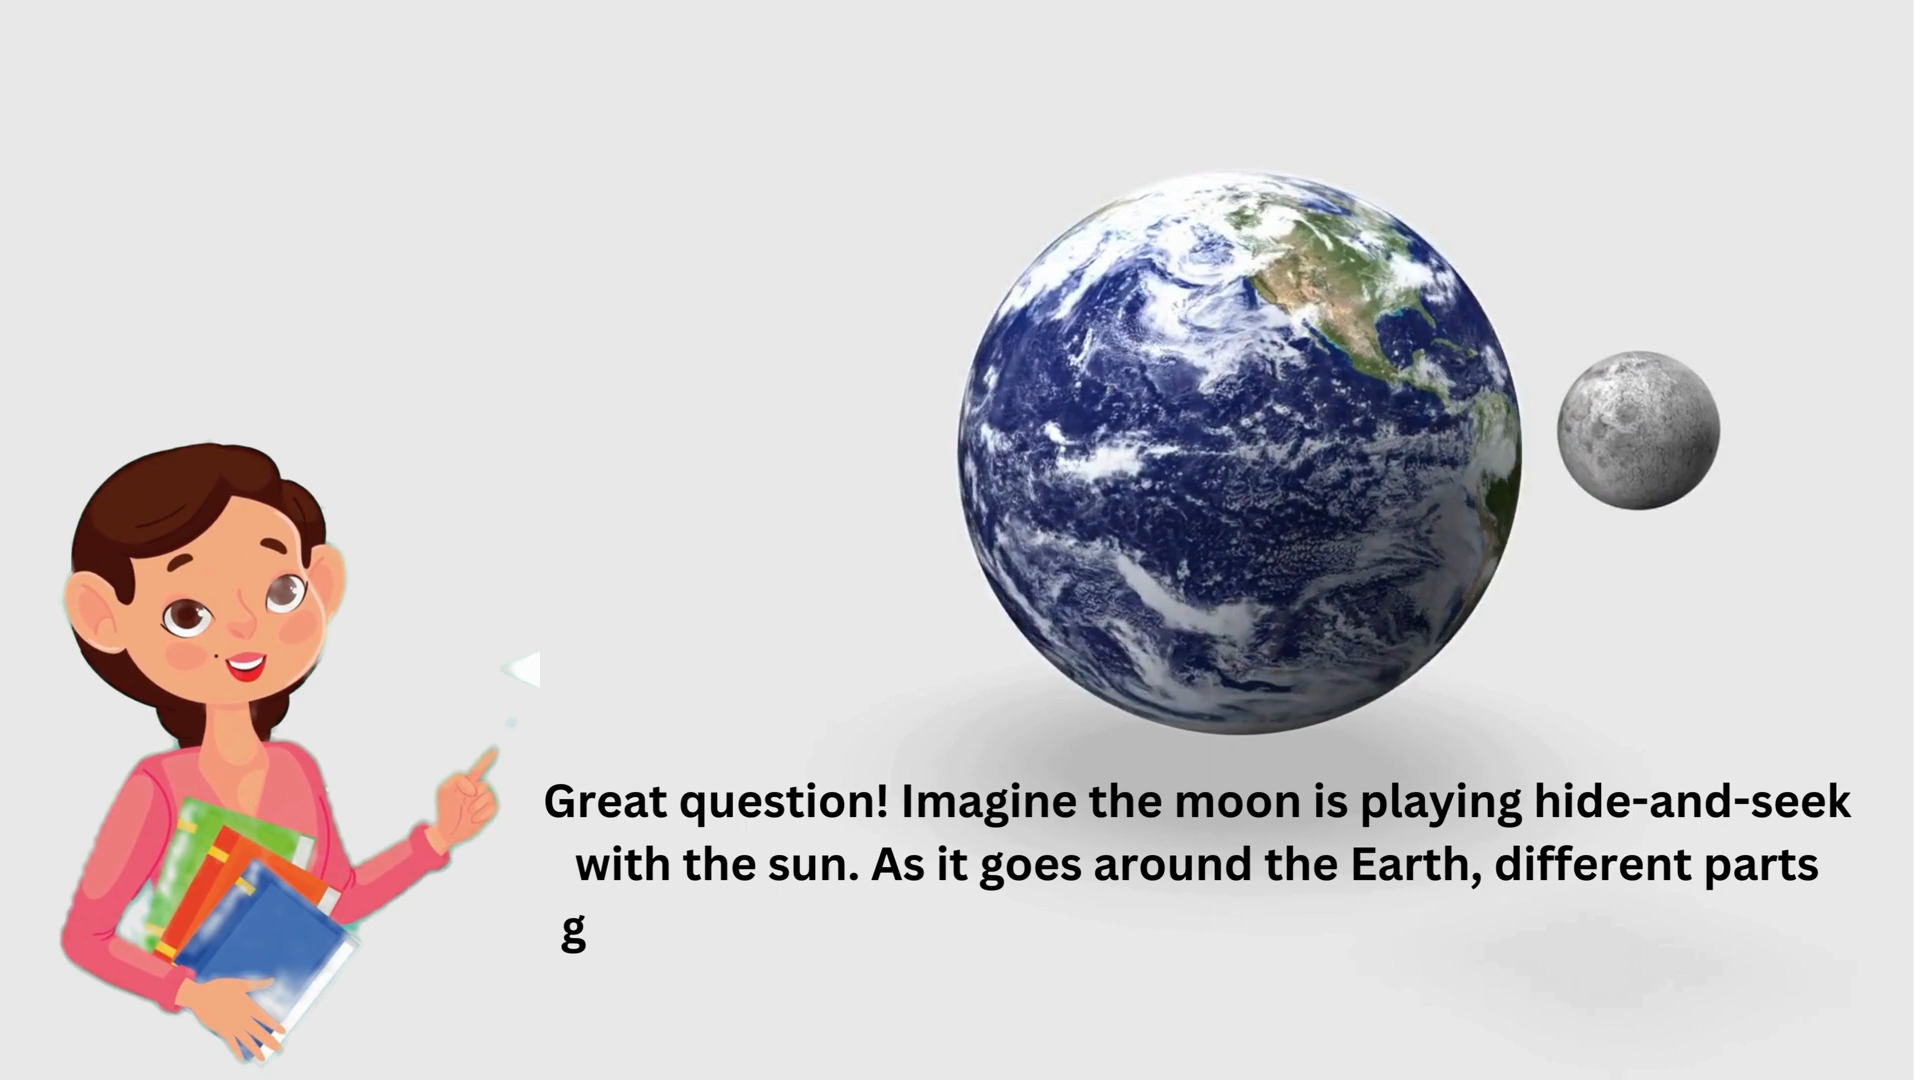 Great question! Imagine the moon is playing hide-and-seek
with the sun. As it goes around the Earth, different parts
g